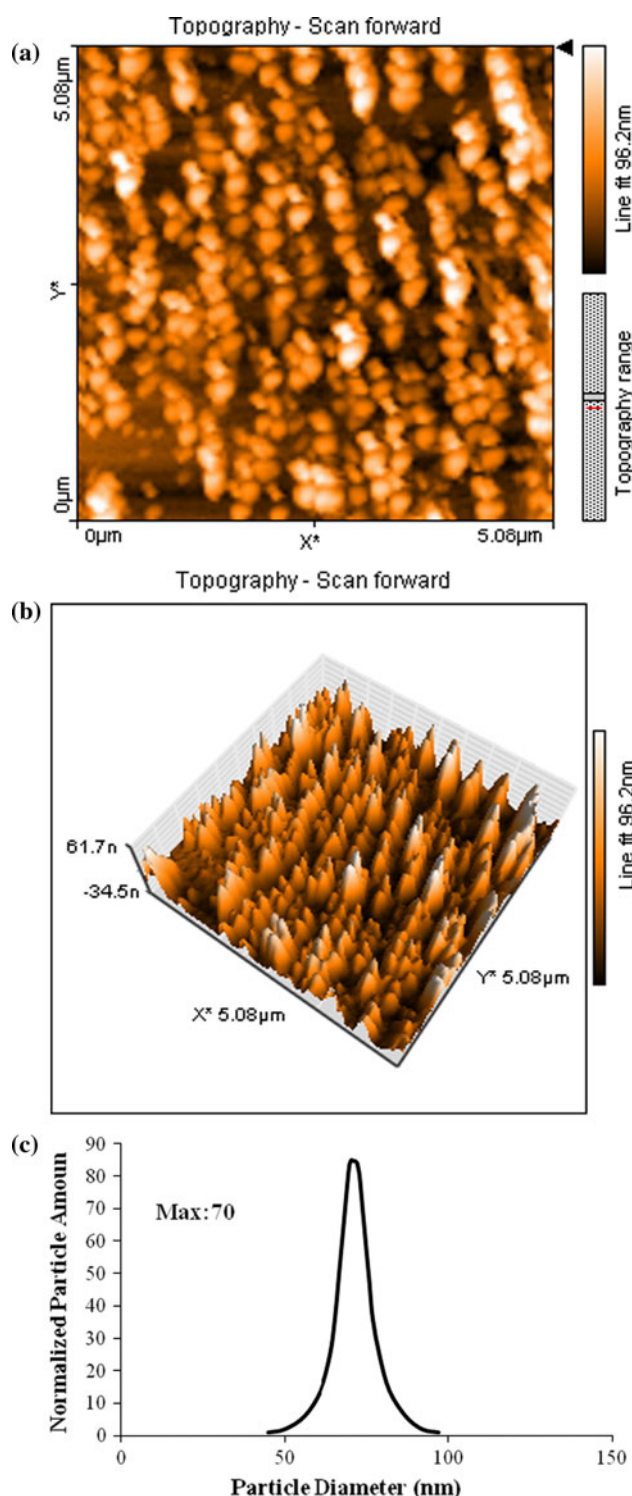 Topography - Scan forward
(a)
5.08µm
Y*
0µm
0µm
X*
5.08µm
Line fit 96.2nm
Topography range
Topography - Scan forward
(b)
61.7n
-34.5n
X* 5.08µm
Y* 5.08µm
Line fit 96.2nm
(c)
Normalized Particle Amoun
90
80
70
60
50
40
30
20
10
0
Max:70
0
50
100
150
Particle Diameter (nm)